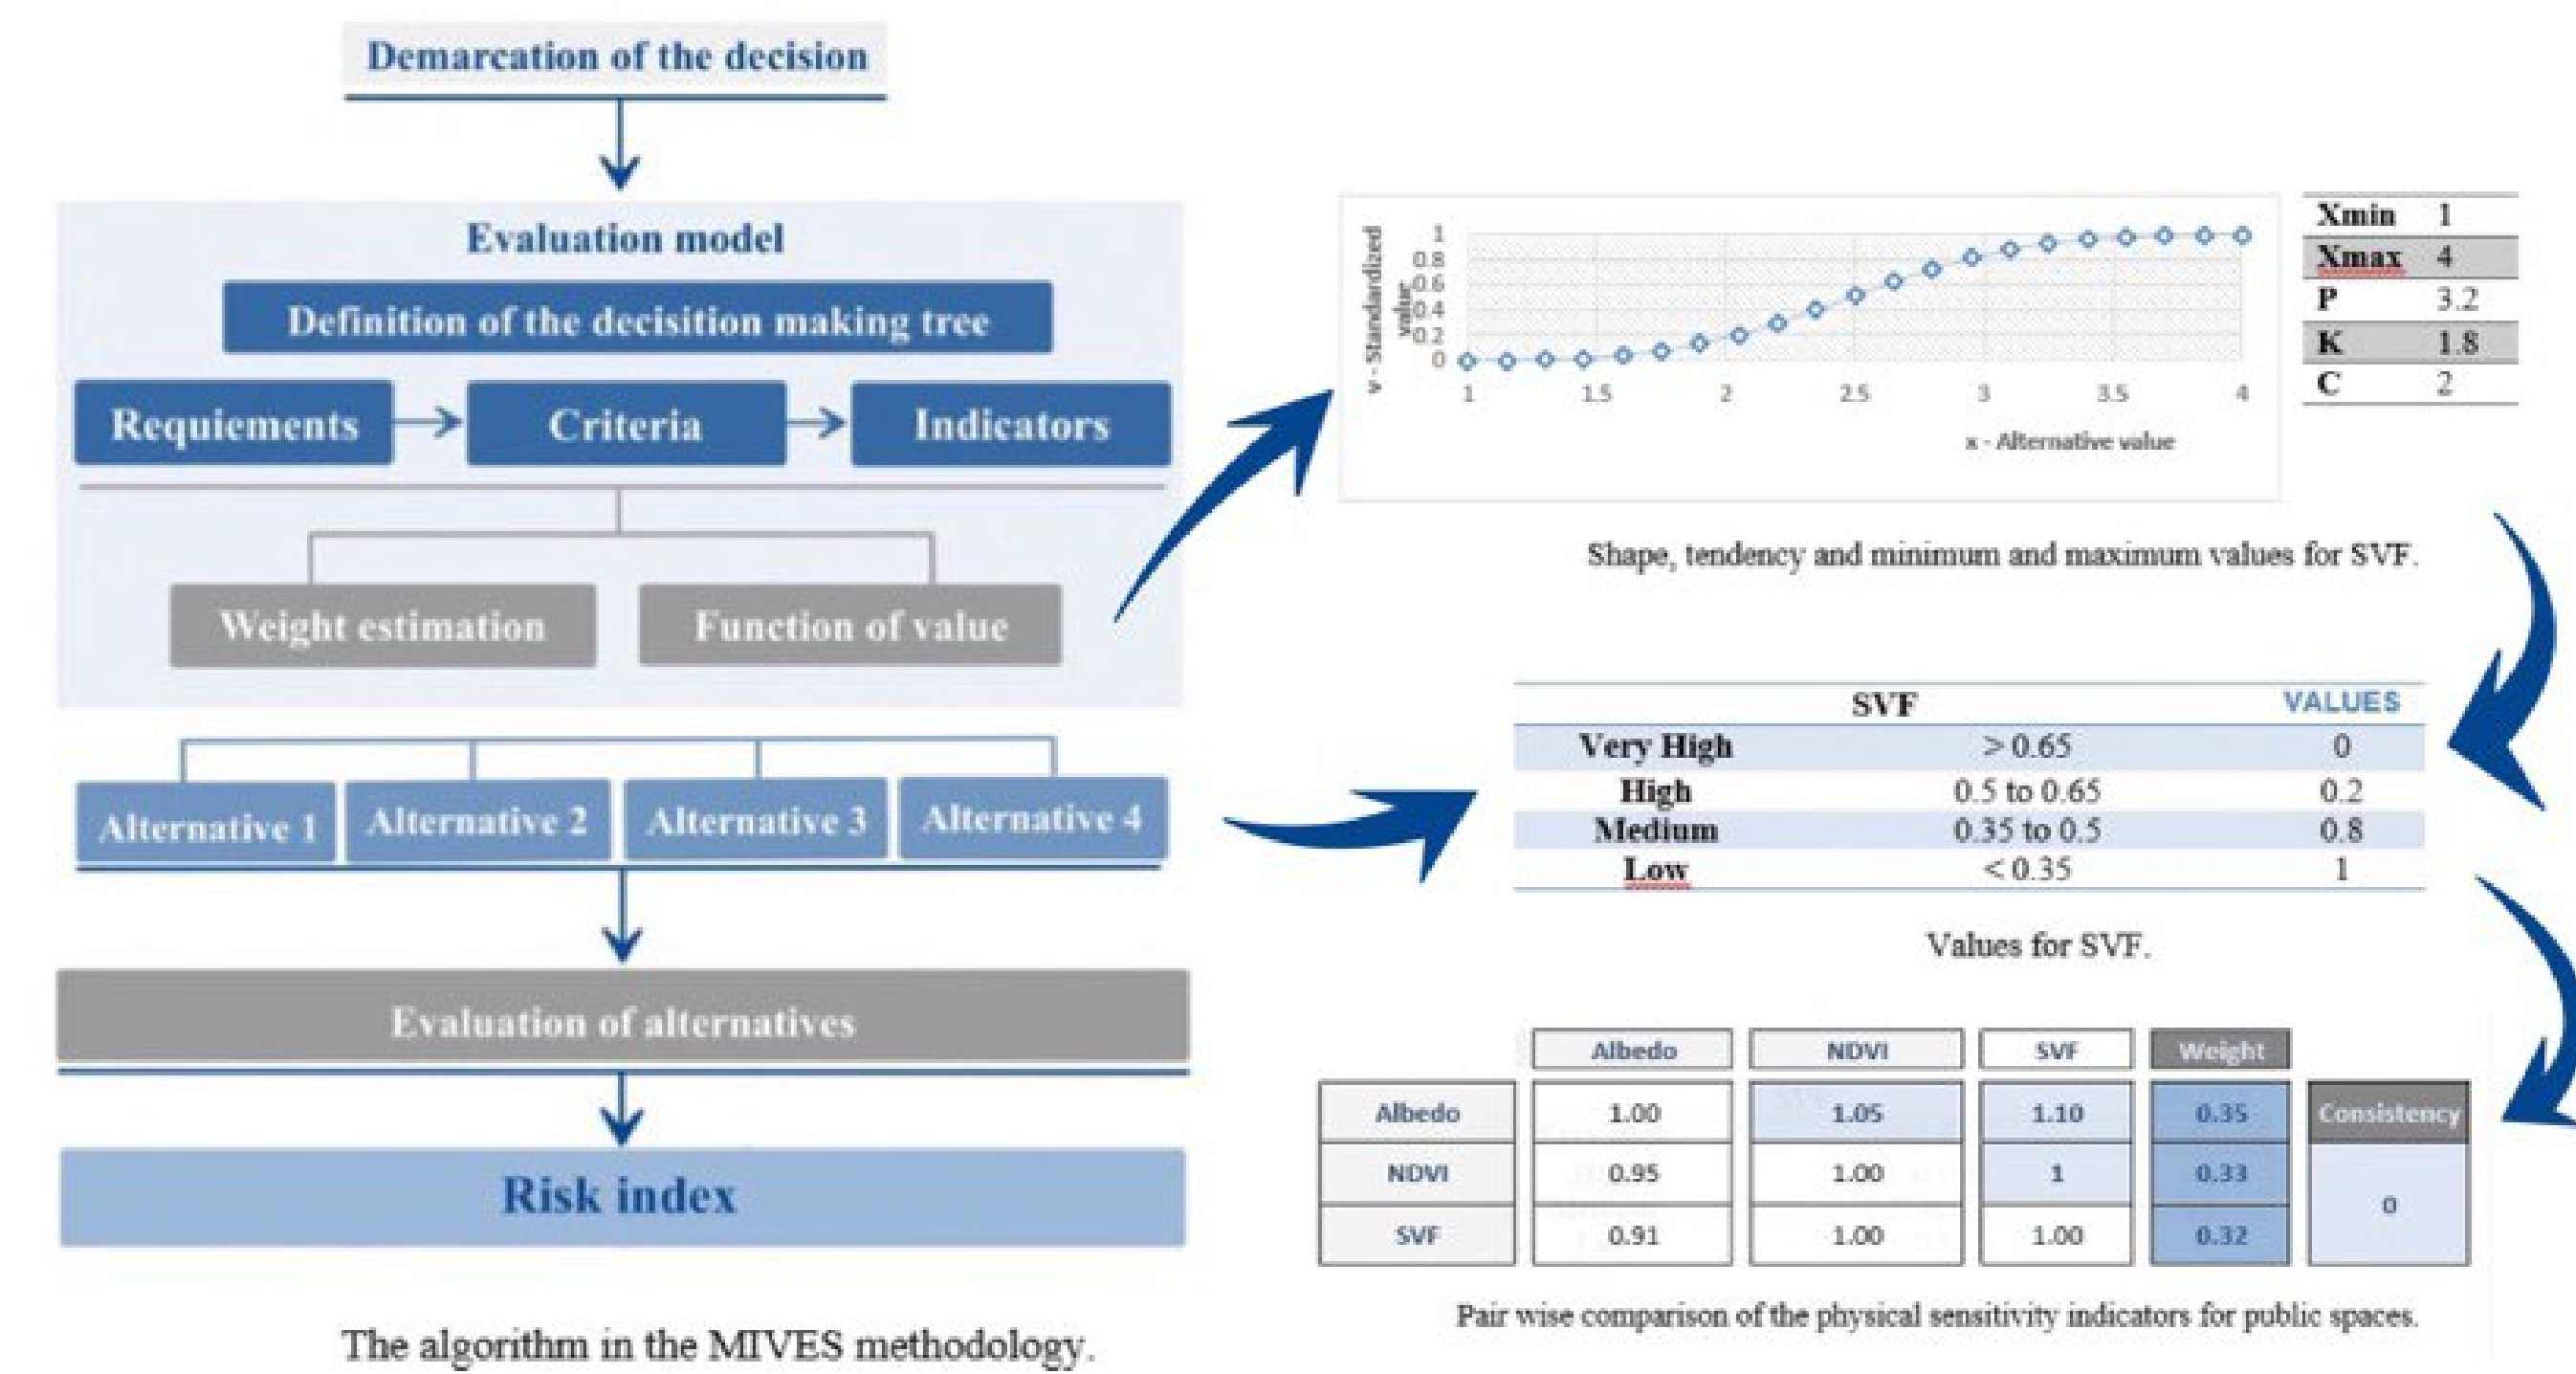 Demarcation of the decision
Evaluation model
Definition of the decisition making tree
Requiements
Criteria
Indicators
Weight estimation
Function of value
Alternative 1
Alternative 2
Alternative 3
Alternative 4
Evaluation of alternatives
Risk index
The algorithm in the MIVES methodology.
v - Standardized
value
1
0.8
0.6
0.4
0.2
0
1 1.5 2 2.5 3 3.5 4
x - Alternative value
Xmin 1
Xmax 4
P 3.2
K 1.8
C 2
Shape, tendency and minimum and maximum values for SVF.
SVF VALUES
Very High > 0.65 0
High 0.5 to 0.65 0.2
Medium 0.35 to 0.5 0.8
Low < 0.35 1
Values for SVF.
Albedo NDVI SVF Weight
Albedo 1.00 1.05 1.10 0.35 Consistency
NDVI 0.95 1.00 1 0.33
0
SVF 0.91 1.00 1.00 0.32
Pair wise comparison of the physical sensitivity indicators for public spaces.